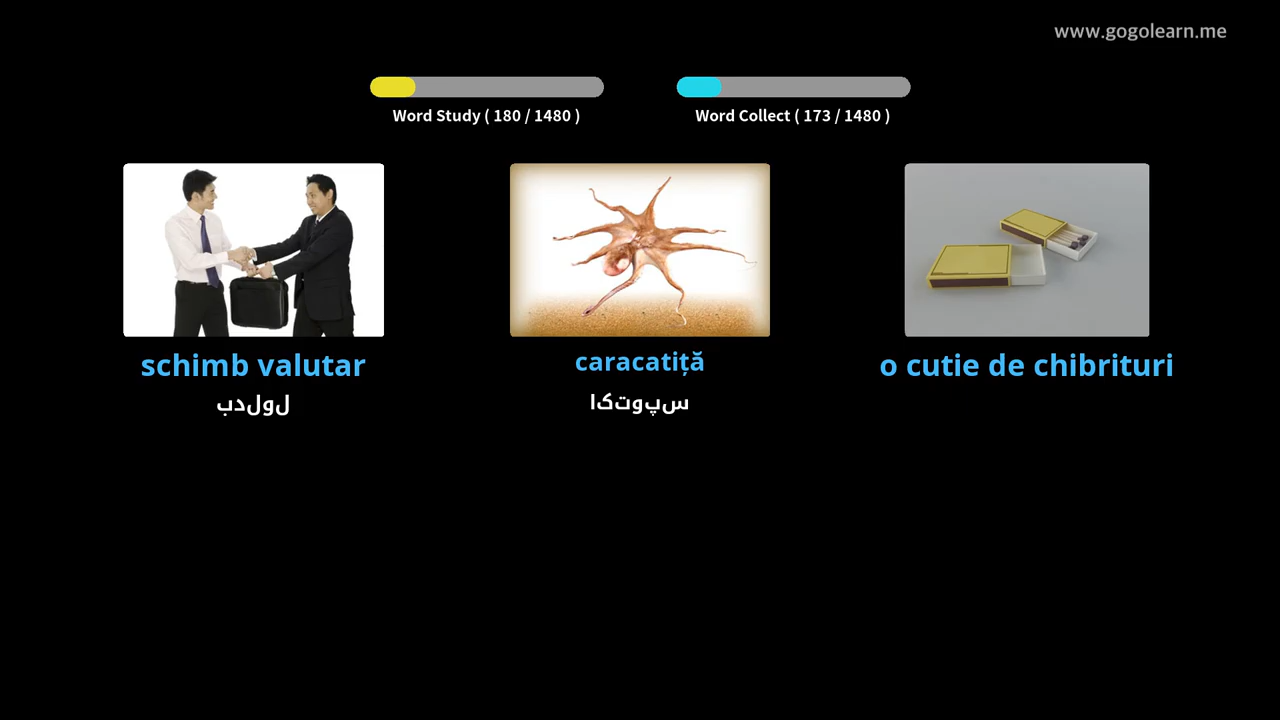 www.gogolearn.me
Word Study ( 180 / 1480 )
Word Collect ( 173 / 1480 )
schimb valutar
لولدب
caracatiță
سپوتکا
o cutie de chibrituri